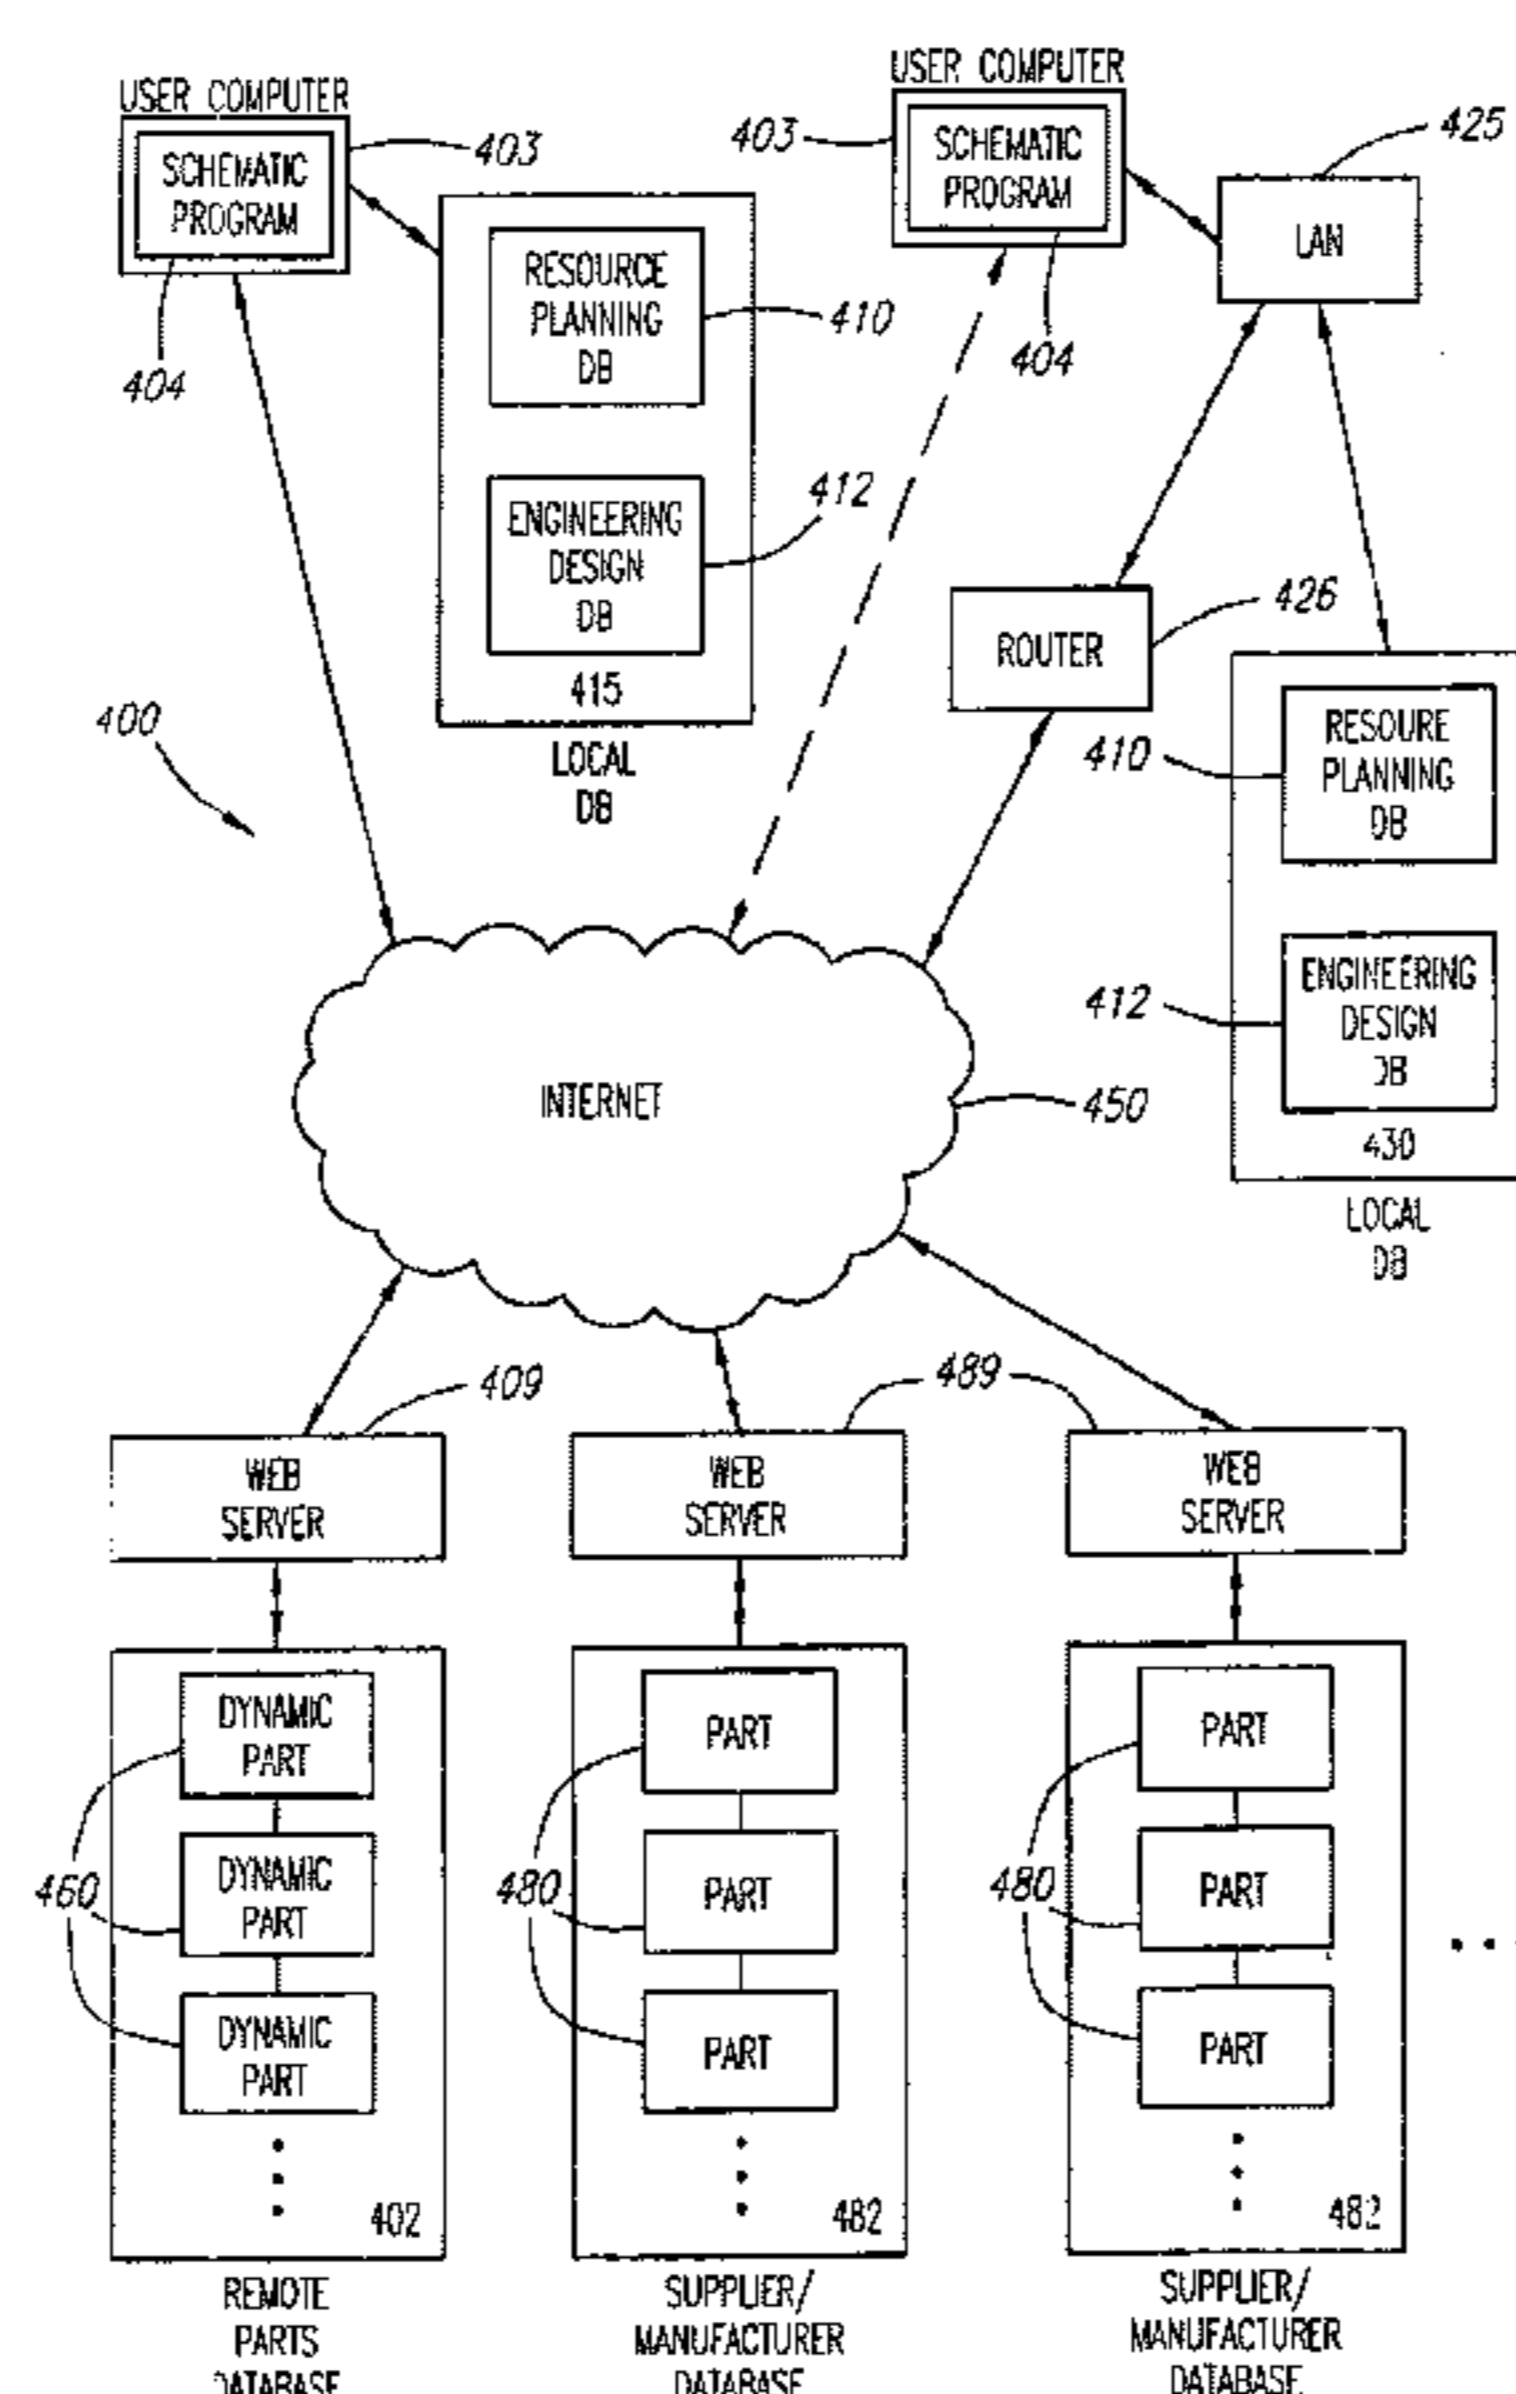 USER COMPUTER
SCHEMATIC
PROGRAM
403
404
RESOURCE
PLANNING
DB
410
ENGINEERING
DESIGN
DB
412
415
LOCAL
DB
USER COMPUTER
403
SCHEMATIC
PROGRAM
404
425
LAN
ROUTER
426
RESOURE
PLANNING
DB
410
ENGINEERING
DESIGN
DB
412
430
LOCAL
DB
400
INTERNET
450
409
WEB
SERVER
489
WEB
SERVER
WEB
SERVER
DYNAMIC
PART
DYNAMIC
PART
DYNAMIC
PART
460
402
REMOTE
PARTS
DATABASE
PART
PART
PART
480
482
SUPPLIER/
MANUFACTURER
DATABASE
PART
PART
PART
480
482
SUPPLIER/
MANUFACTURER
DATABASE